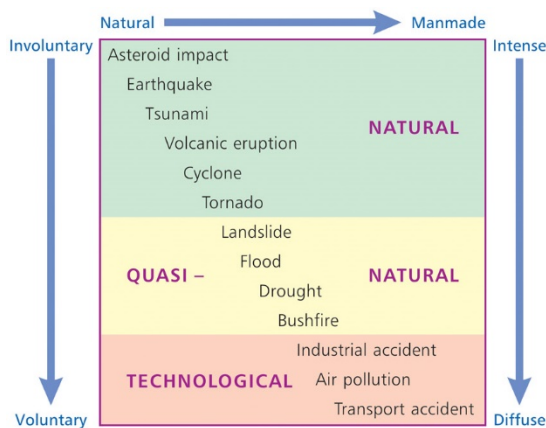 Natural Manmade
Involuntary Intense
Asteroid impact
Earthquake
Tsunami
NATURAL
Volcanic eruption
Cyclone
Tornado
Landslide
Flood
QUASI – NATURAL
Drought
Bushfire
Industrial accident
TECHNOLOGICAL Air pollution
Transport accident
Voluntary Diffuse